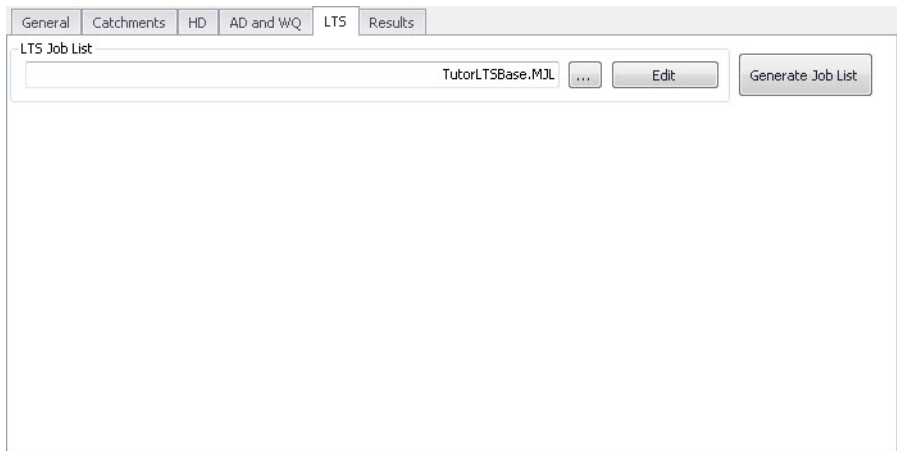 General Catchments HD AD and WQ LTS Results
LTS Job List
TutorLTSBase.MJL ... Edit Generate Job List